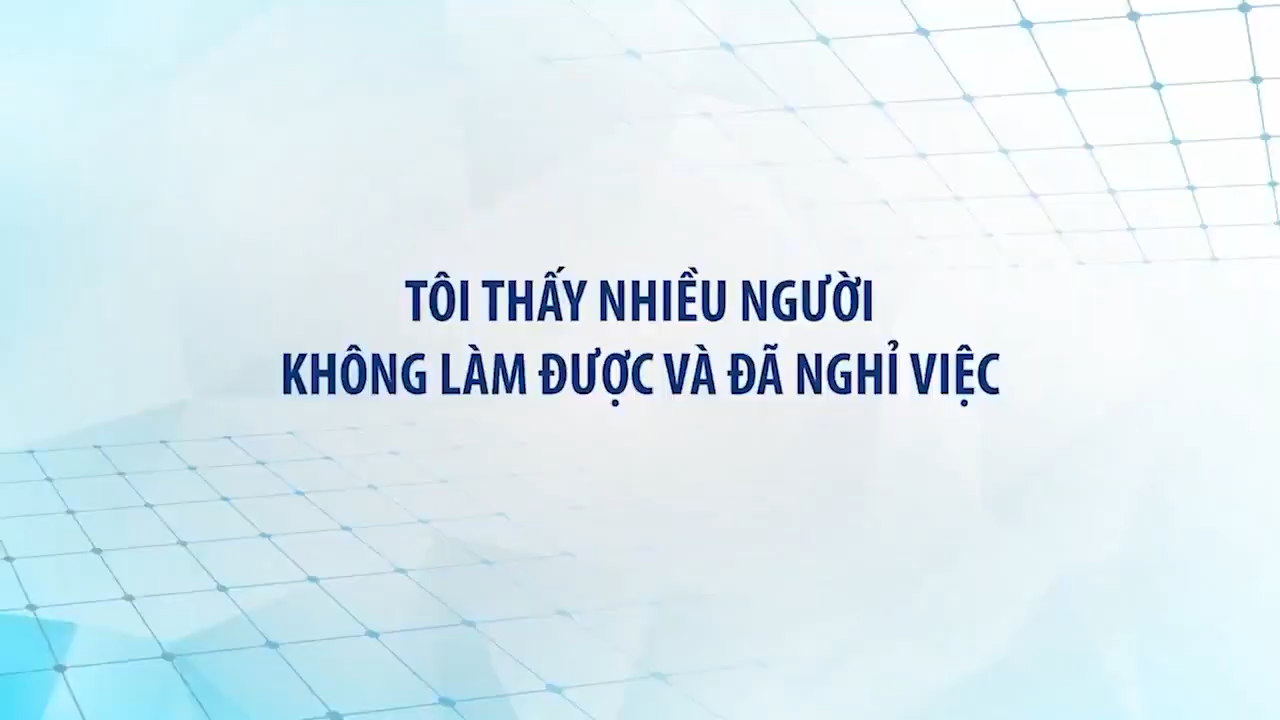 TÔI THẤY NHIỀU NGƯỜI
KHÔNG LÀM ĐƯỢC VÀ ĐÃ NGHỈ VIỆC